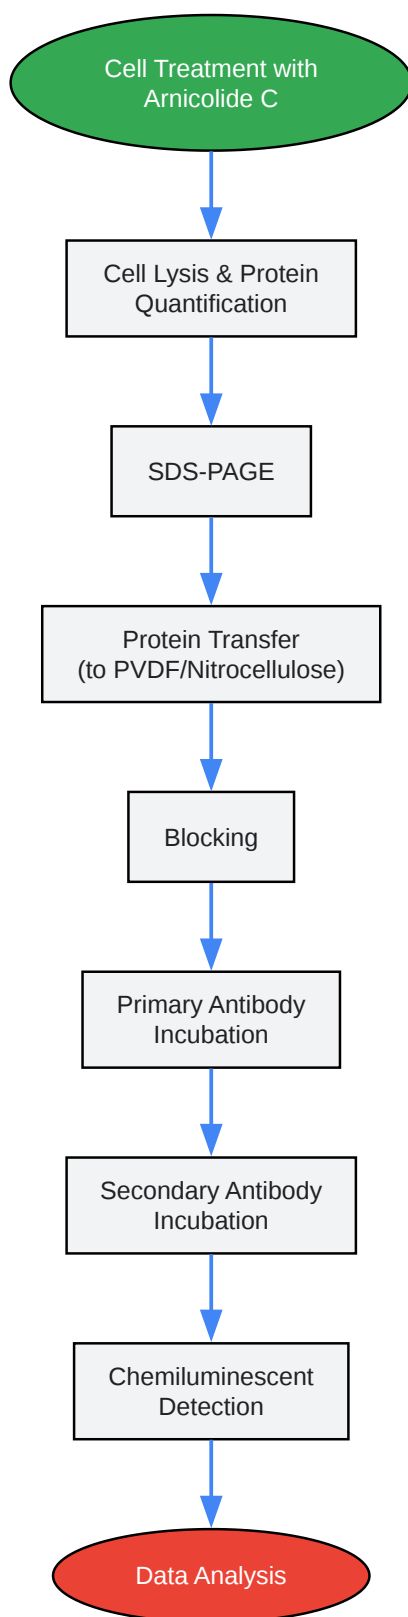 Cell Treatment with
Arnicolide C
Cell Lysis & Protein
Quantification
SDS-PAGE
Protein Transfer
(to PVDF/Nitrocellulose)
Blocking
Primary Antibody
Incubation
Secondary Antibody
Incubation
Chemiluminescent
Detection
Data Analysis